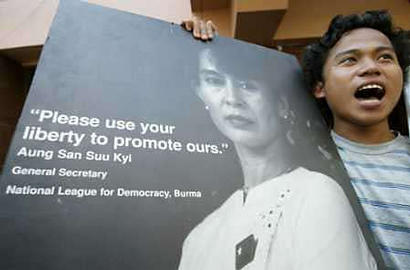 “Please use your
liberty to promote ours.”
Aung San Suu Kyi
General Secretary
National League for Democracy, Burma